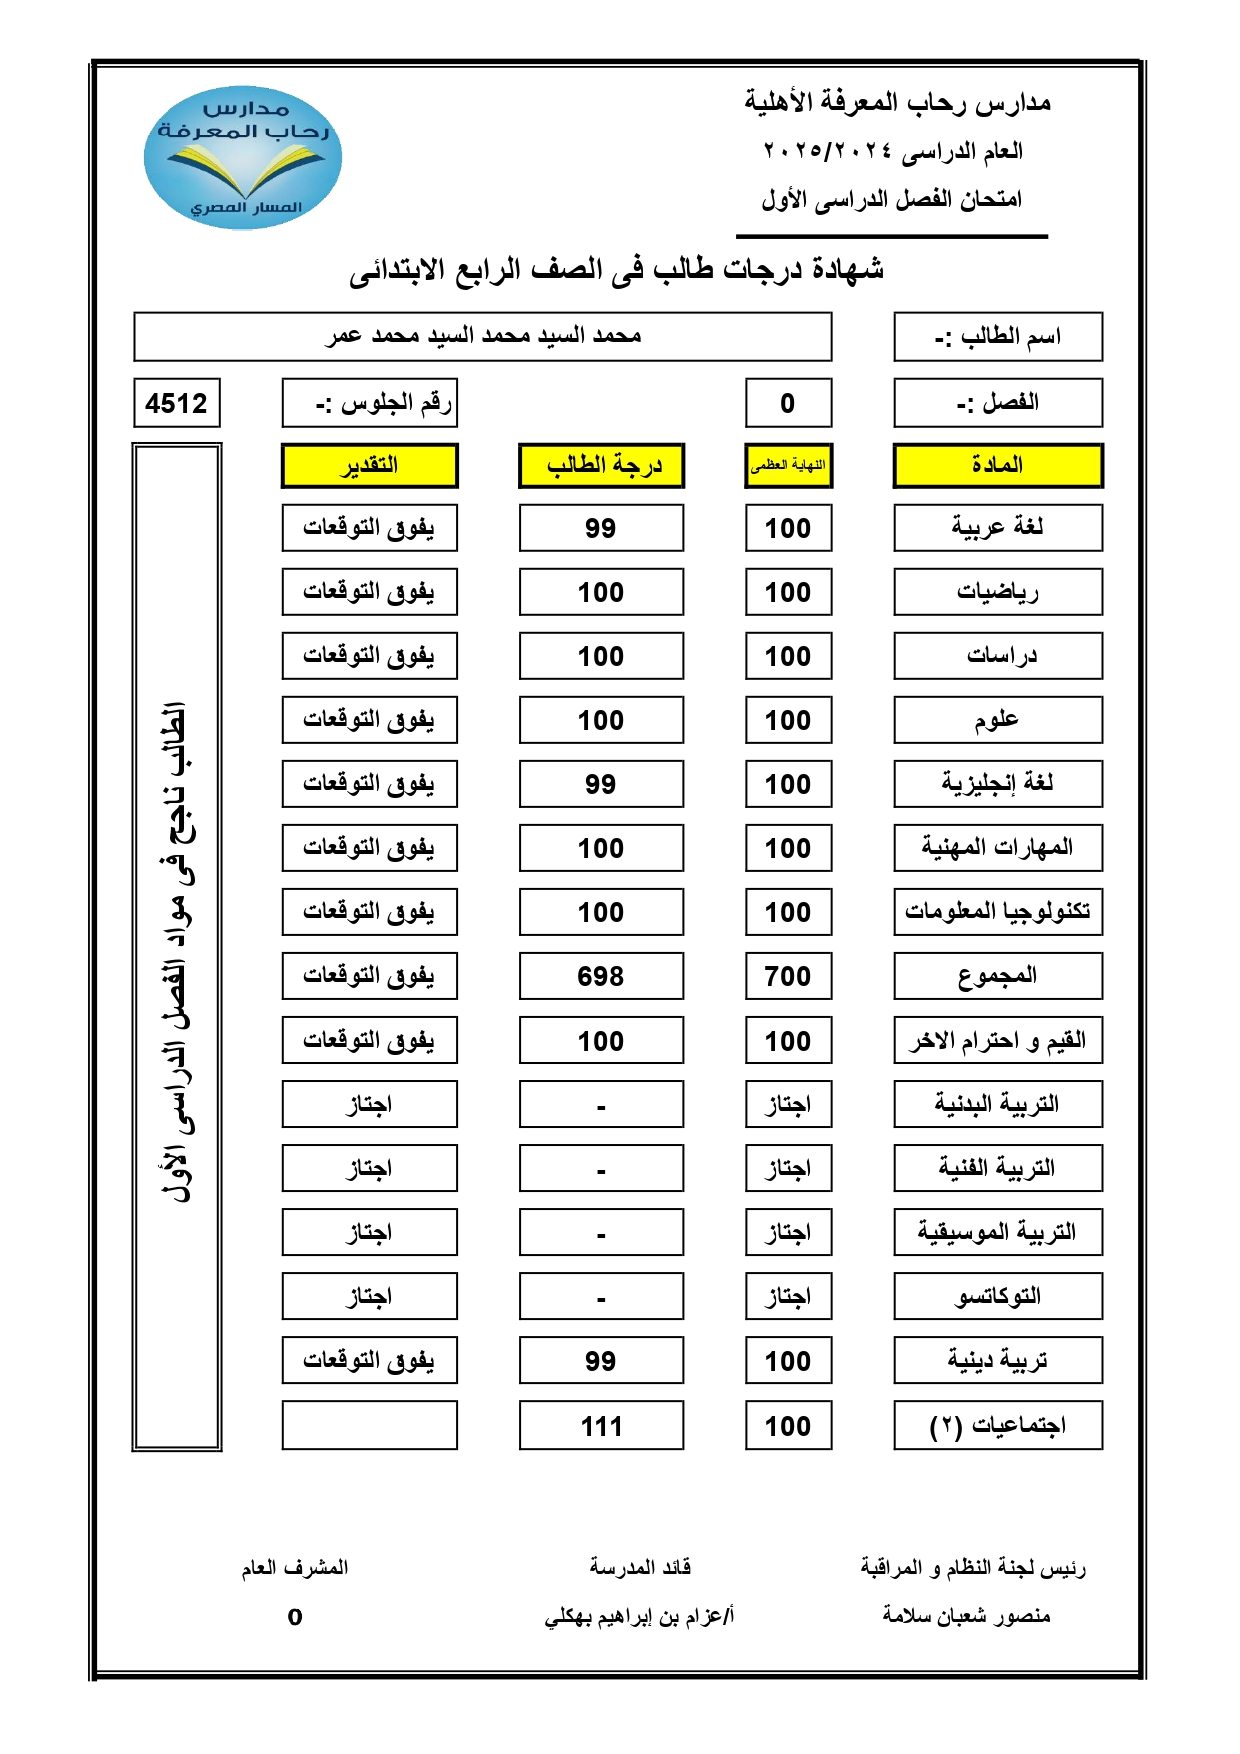 مدارس رحاب المعرفة الأهلية
العام الدراسى ٢٠٢٥/٢٠٢٤
امتحان الفصل الدراسى الأول
مدارس
رحاب المعرفة
المسار المصري
شهادة درجات طالب فى الصف الرابع الابتدائى
اسم الطالب :- محمد السيد محمد السيد محمد عمر
الفصل :- 0 رقم الجلوس :- 4512
المادة النهاية العظمى درجة الطالب التقدير
لغة عربية 100 99 يفوق التوقعات
رياضيات 100 100 يفوق التوقعات
دراسات 100 100 يفوق التوقعات
علوم 100 100 يفوق التوقعات
لغة إنجليزية 100 99 يفوق التوقعات
المهارات المهنية 100 100 يفوق التوقعات
تكنولوجيا المعلومات 100 100 يفوق التوقعات
المجموع 700 698 يفوق التوقعات
القيم و احترام الاخر 100 100 يفوق التوقعات
التربية البدنية اجتاز - اجتاز
التربية الفنية اجتاز - اجتاز
التربية الموسيقية اجتاز - اجتاز
التوكاتسو اجتاز - اجتاز
تربية دينية 100 99 يفوق التوقعات
اجتماعيات (٢) 100 111
الطالب ناجح فى مواد الفصل الدراسى الأول
رئيس لجنة النظام و المراقبة قائد المدرسة المشرف العام
منصور شعبان سلامة أ/عزام بن إبراهيم بهكلي 0